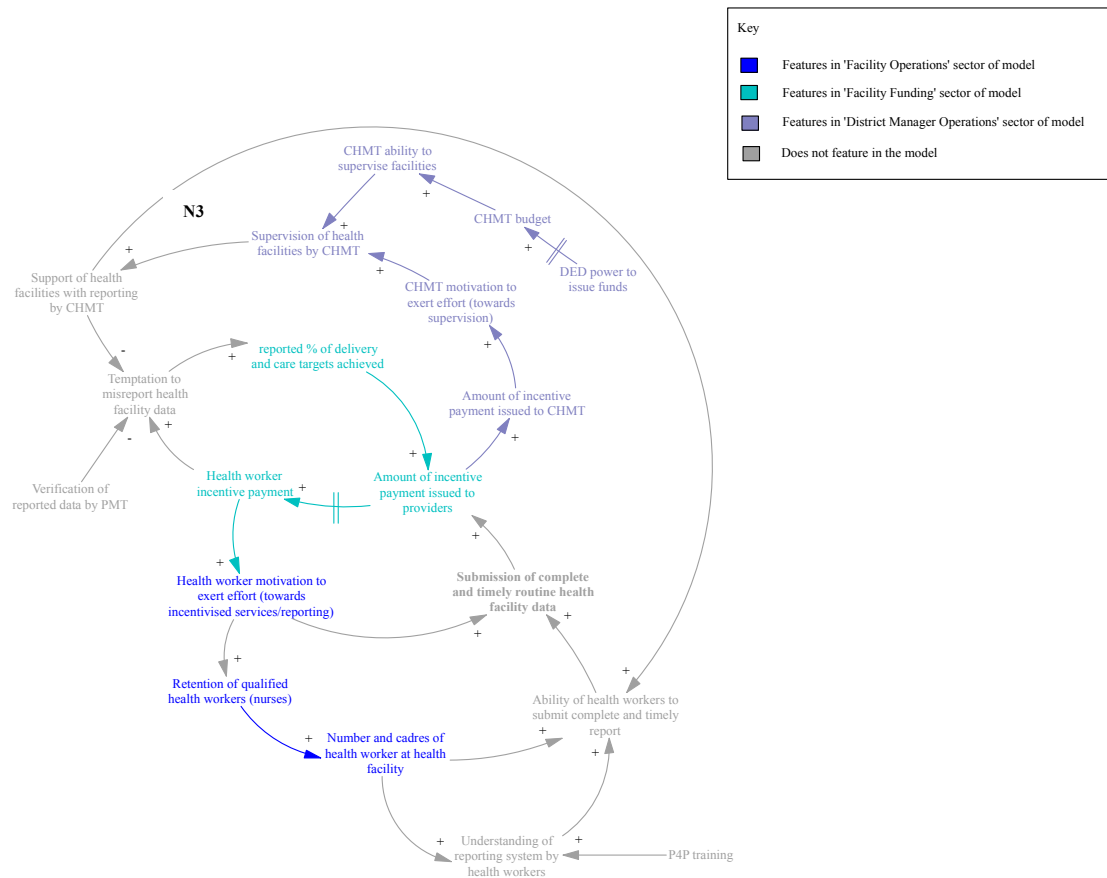 Key
Features in 'Facility Operations' sector of model
Features in 'Facility Funding' sector of model
Features in 'District Manager Operations' sector of model
Does not feature in the model
CHMT ability to
supervise facilities
+
N3
CHMT budget
+
+
Supervision of health
facilities by CHMT
+
+
DED power to
issue funds
Support of health
facilities with reporting
by CHMT
CHMT motivation to
exert effort (towards
supervision)
+
+
-
reported % of delivery
and care targets achieved
+
Temptation to
misreport health
facility data
Amount of incentive
payment issued to CHMT
+
+
-
+
Health worker
incentive payment
+
Amount of incentive
payment issued to
providers
Verification of
reported data by PMT
+
+
Health worker motivation to
exert effort (towards
incentivised services/reporting)
Submission of complete
and timely routine health
facility data
+
+
+
+
Retention of qualified
health workers (nurses)
Ability of health workers to
submit complete and timely
report
+
Number and cadres of
health worker at health
facility
+
+
+
+
Understanding of
reporting system by
health workers
P4P training